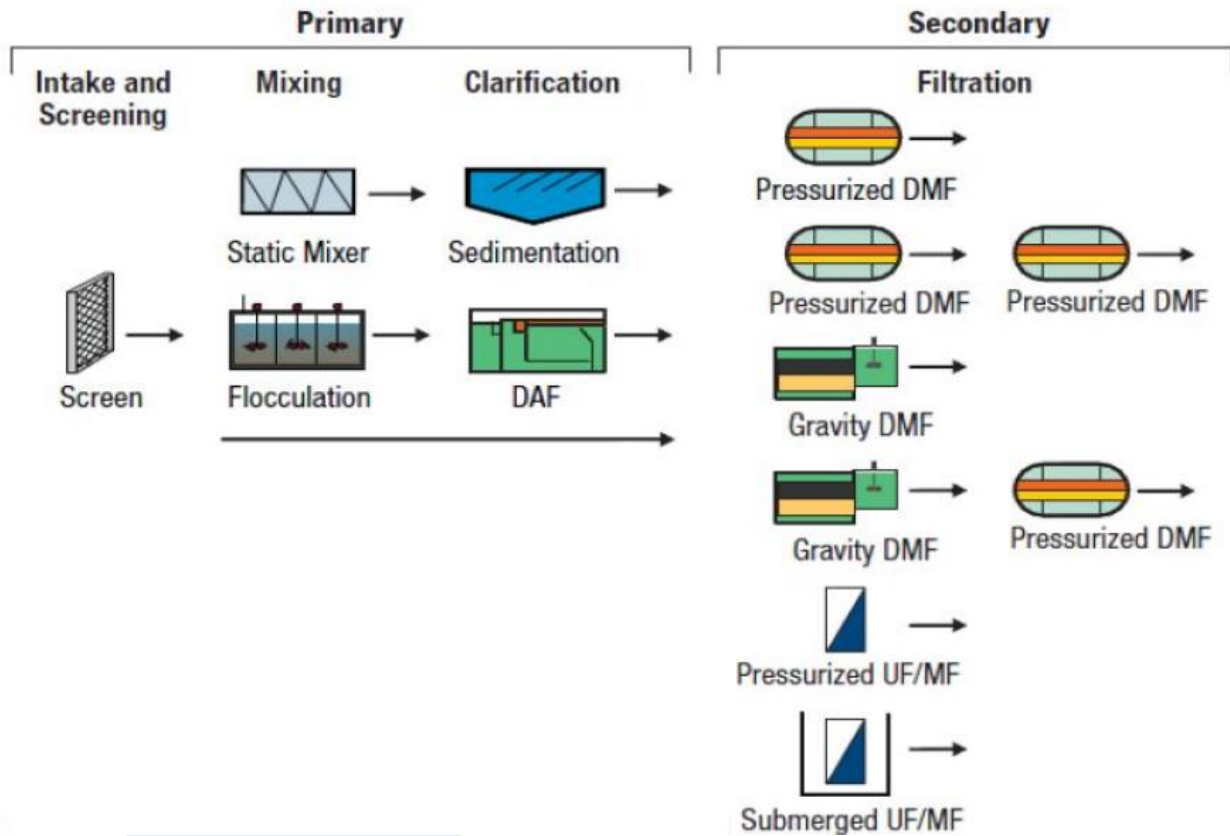 Primary
Secondary
Intake and
Screening
Mixing
Clarification
Filtration
Pressurized DMF
Static Mixer
Sedimentation
Pressurized DMF
Pressurized DMF
Screen
Flocculation
DAF
Gravity DMF
Gravity DMF
Pressurized DMF
Pressurized UF/MF
Submerged UF/MF